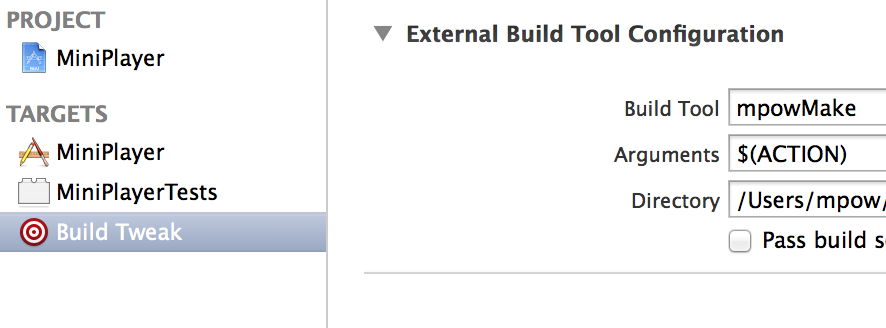 PROJECT
MiniPlayer
TARGETS
MiniPlayer
MiniPlayerTests
Build Tweak
External Build Tool Configuration
Build Tool mpowMake
Arguments $(ACTION)
Directory /Users/mpow/
Pass build